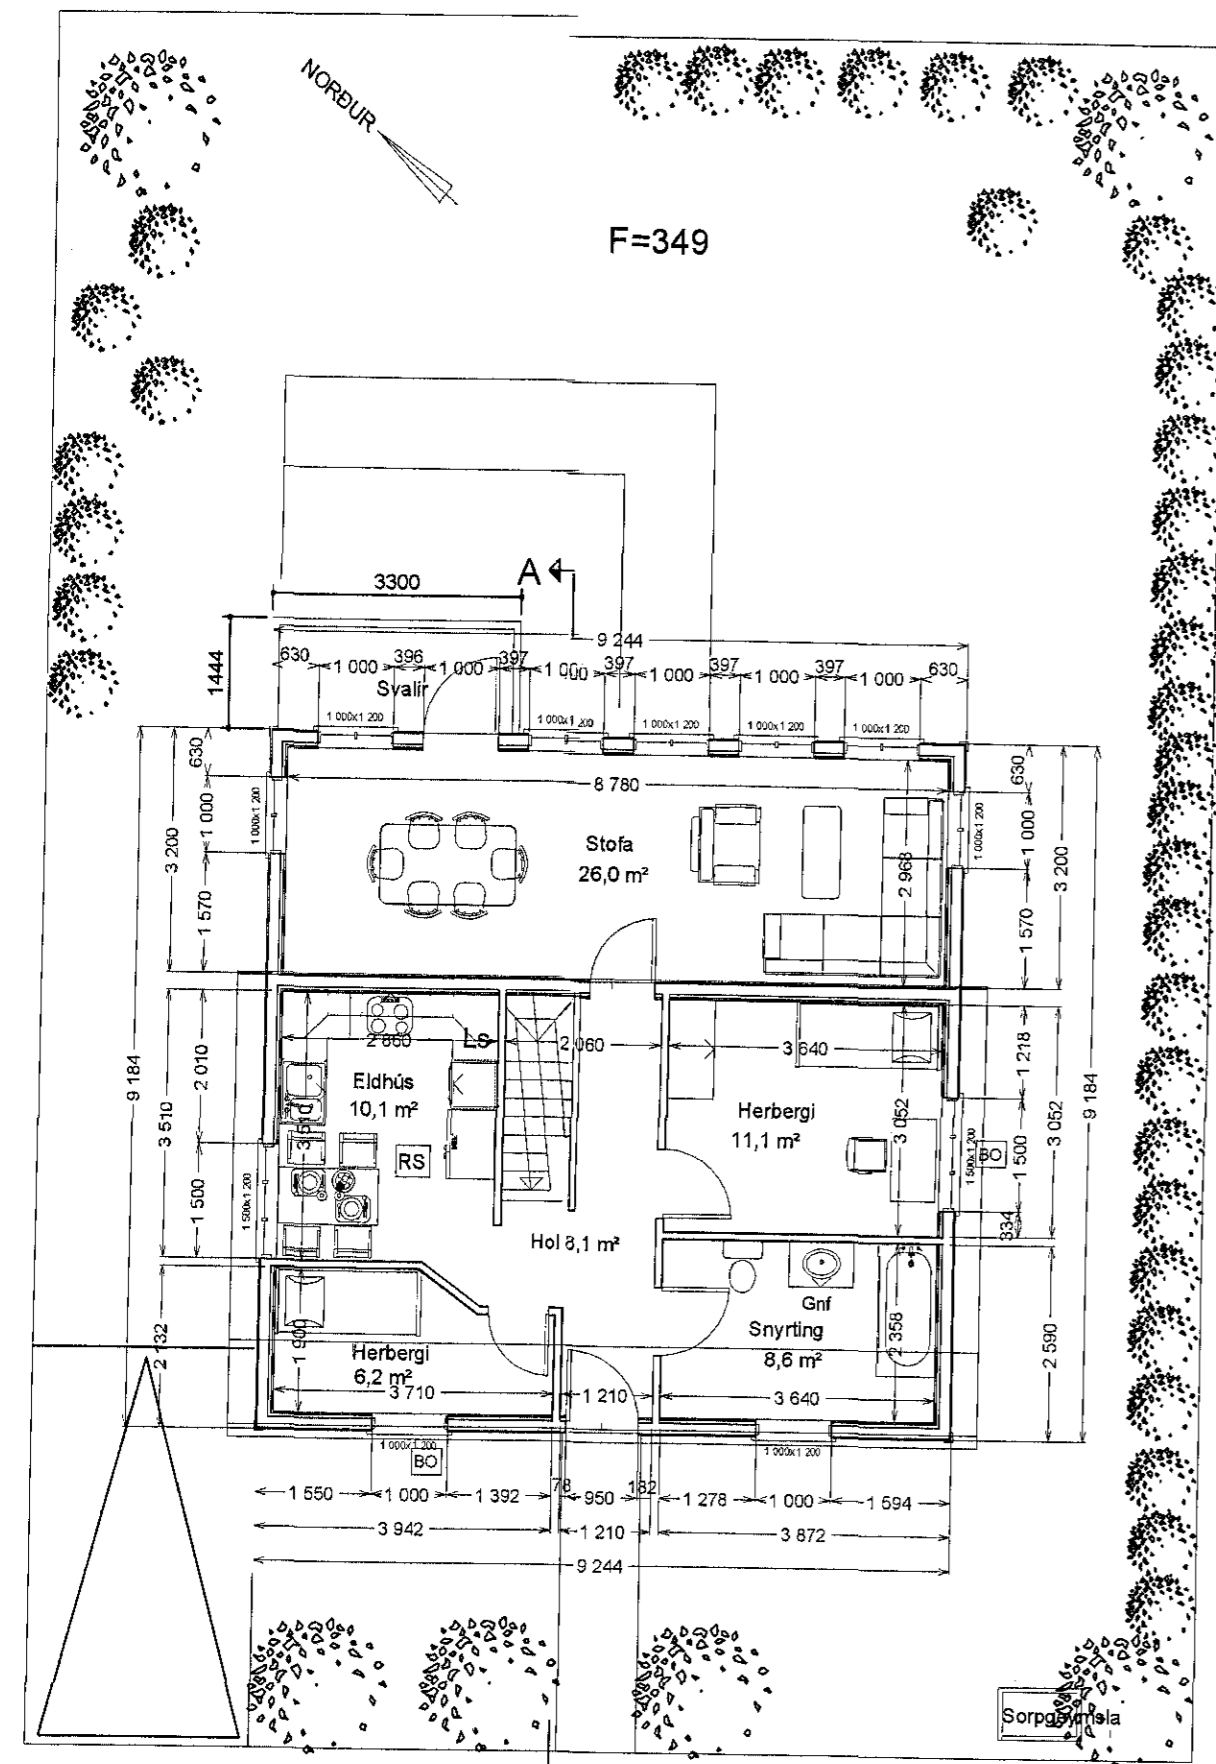 NORÐUR
F=349
A
3300
9 244
1444
630
1 000
396
1 000
397
1 000
397
1 000
397
1 000
397
1 000
630
Svalir
1 000x1 200
1 000x1 200
1 000x1 200
1 000x1 200
1 000x1 200
630
1 000
1 570
3 200
1 000x1 200
8 780
Stofa
26,0 m²
2 968
1 000x1 200
630
1 000
1 570
3 200
9 184
3 510
2 010
1 500
1 500x1 200
2 860
LS
2 060
3 640
Eldhús
10,1 m²
3 510
RS
Herbergi
11,1 m²
3 052
1 500x1 200
BO
1 218
1 500
334
3 052
9 184
Hol 8,1 m²
Gnf
Snyrting
8,6 m²
2 358
2 590
2 132
1 900
Herbergi
6,2 m²
3 710
1 210
3 640
1 000x1 200
BO
1 000x1 200
1 550
1 000
1 392
78
950
182
1 278
1 000
1 594
3 942
1 210
3 872
9 244
Sorpgeymsla